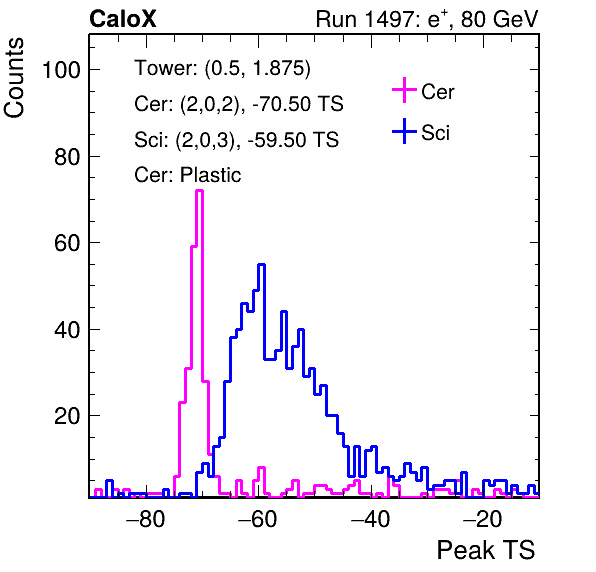 CaloX
Run 1497: e+, 80 GeV
Counts
100
80
60
40
20
Tower: (0.5, 1.875)
Cer: (2,0,2), -70.50 TS
Sci: (2,0,3), -59.50 TS
Cer: Plastic
Cer
Sci
−80
−60
−40
−20
Peak TS